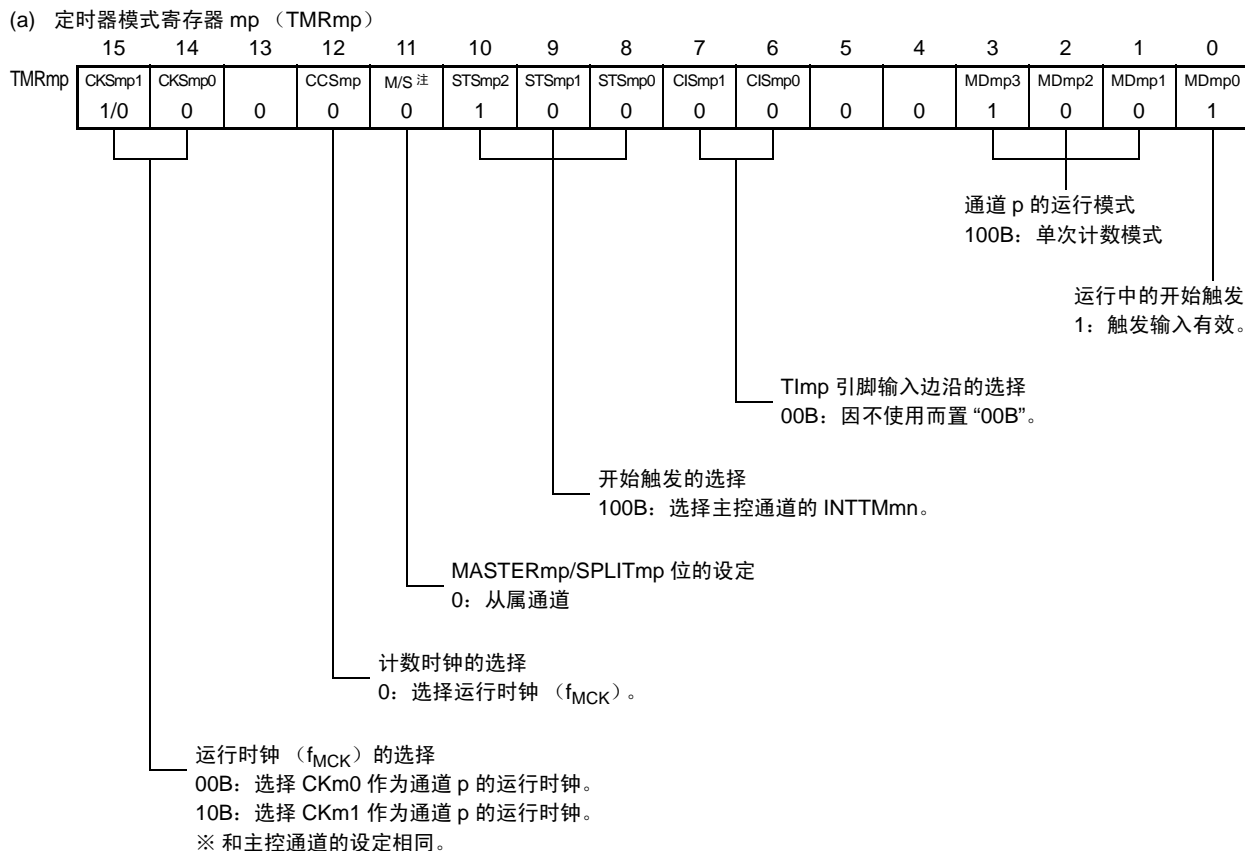 (a) 定时器模式寄存器 mp （TMRmp）
15 14 13 12 11 10 9 8 7 6 5 4 3 2 1 0
TMRmp CKSmp1 CKSmp0 CCSmp M/S 注 STSmp2 STSmp1 STSmp0 CISmp1 CISmp0 MDmp3 MDmp2 MDmp1 MDmp0
1/0 0 0 0 0 1 0 0 0 0 0 0 1 0 0 1
通道 p 的运行模式
100B：单次计数模式
运行中的开始触发
1：触发输入有效。
TImp 引脚输入边沿的选择
00B：因不使用而置 “00B”。
开始触发的选择
100B：选择主控通道的 INTTMmn。
MASTERmp/SPLITmp 位的设定
0：从属通道
计数时钟的选择
0：选择运行时钟 （fMCK）。
运行时钟 （fMCK）的选择
00B：选择 CKm0 作为通道 p 的运行时钟。
10B：选择 CKm1 作为通道 p 的运行时钟。
※ 和主控通道的设定相同。